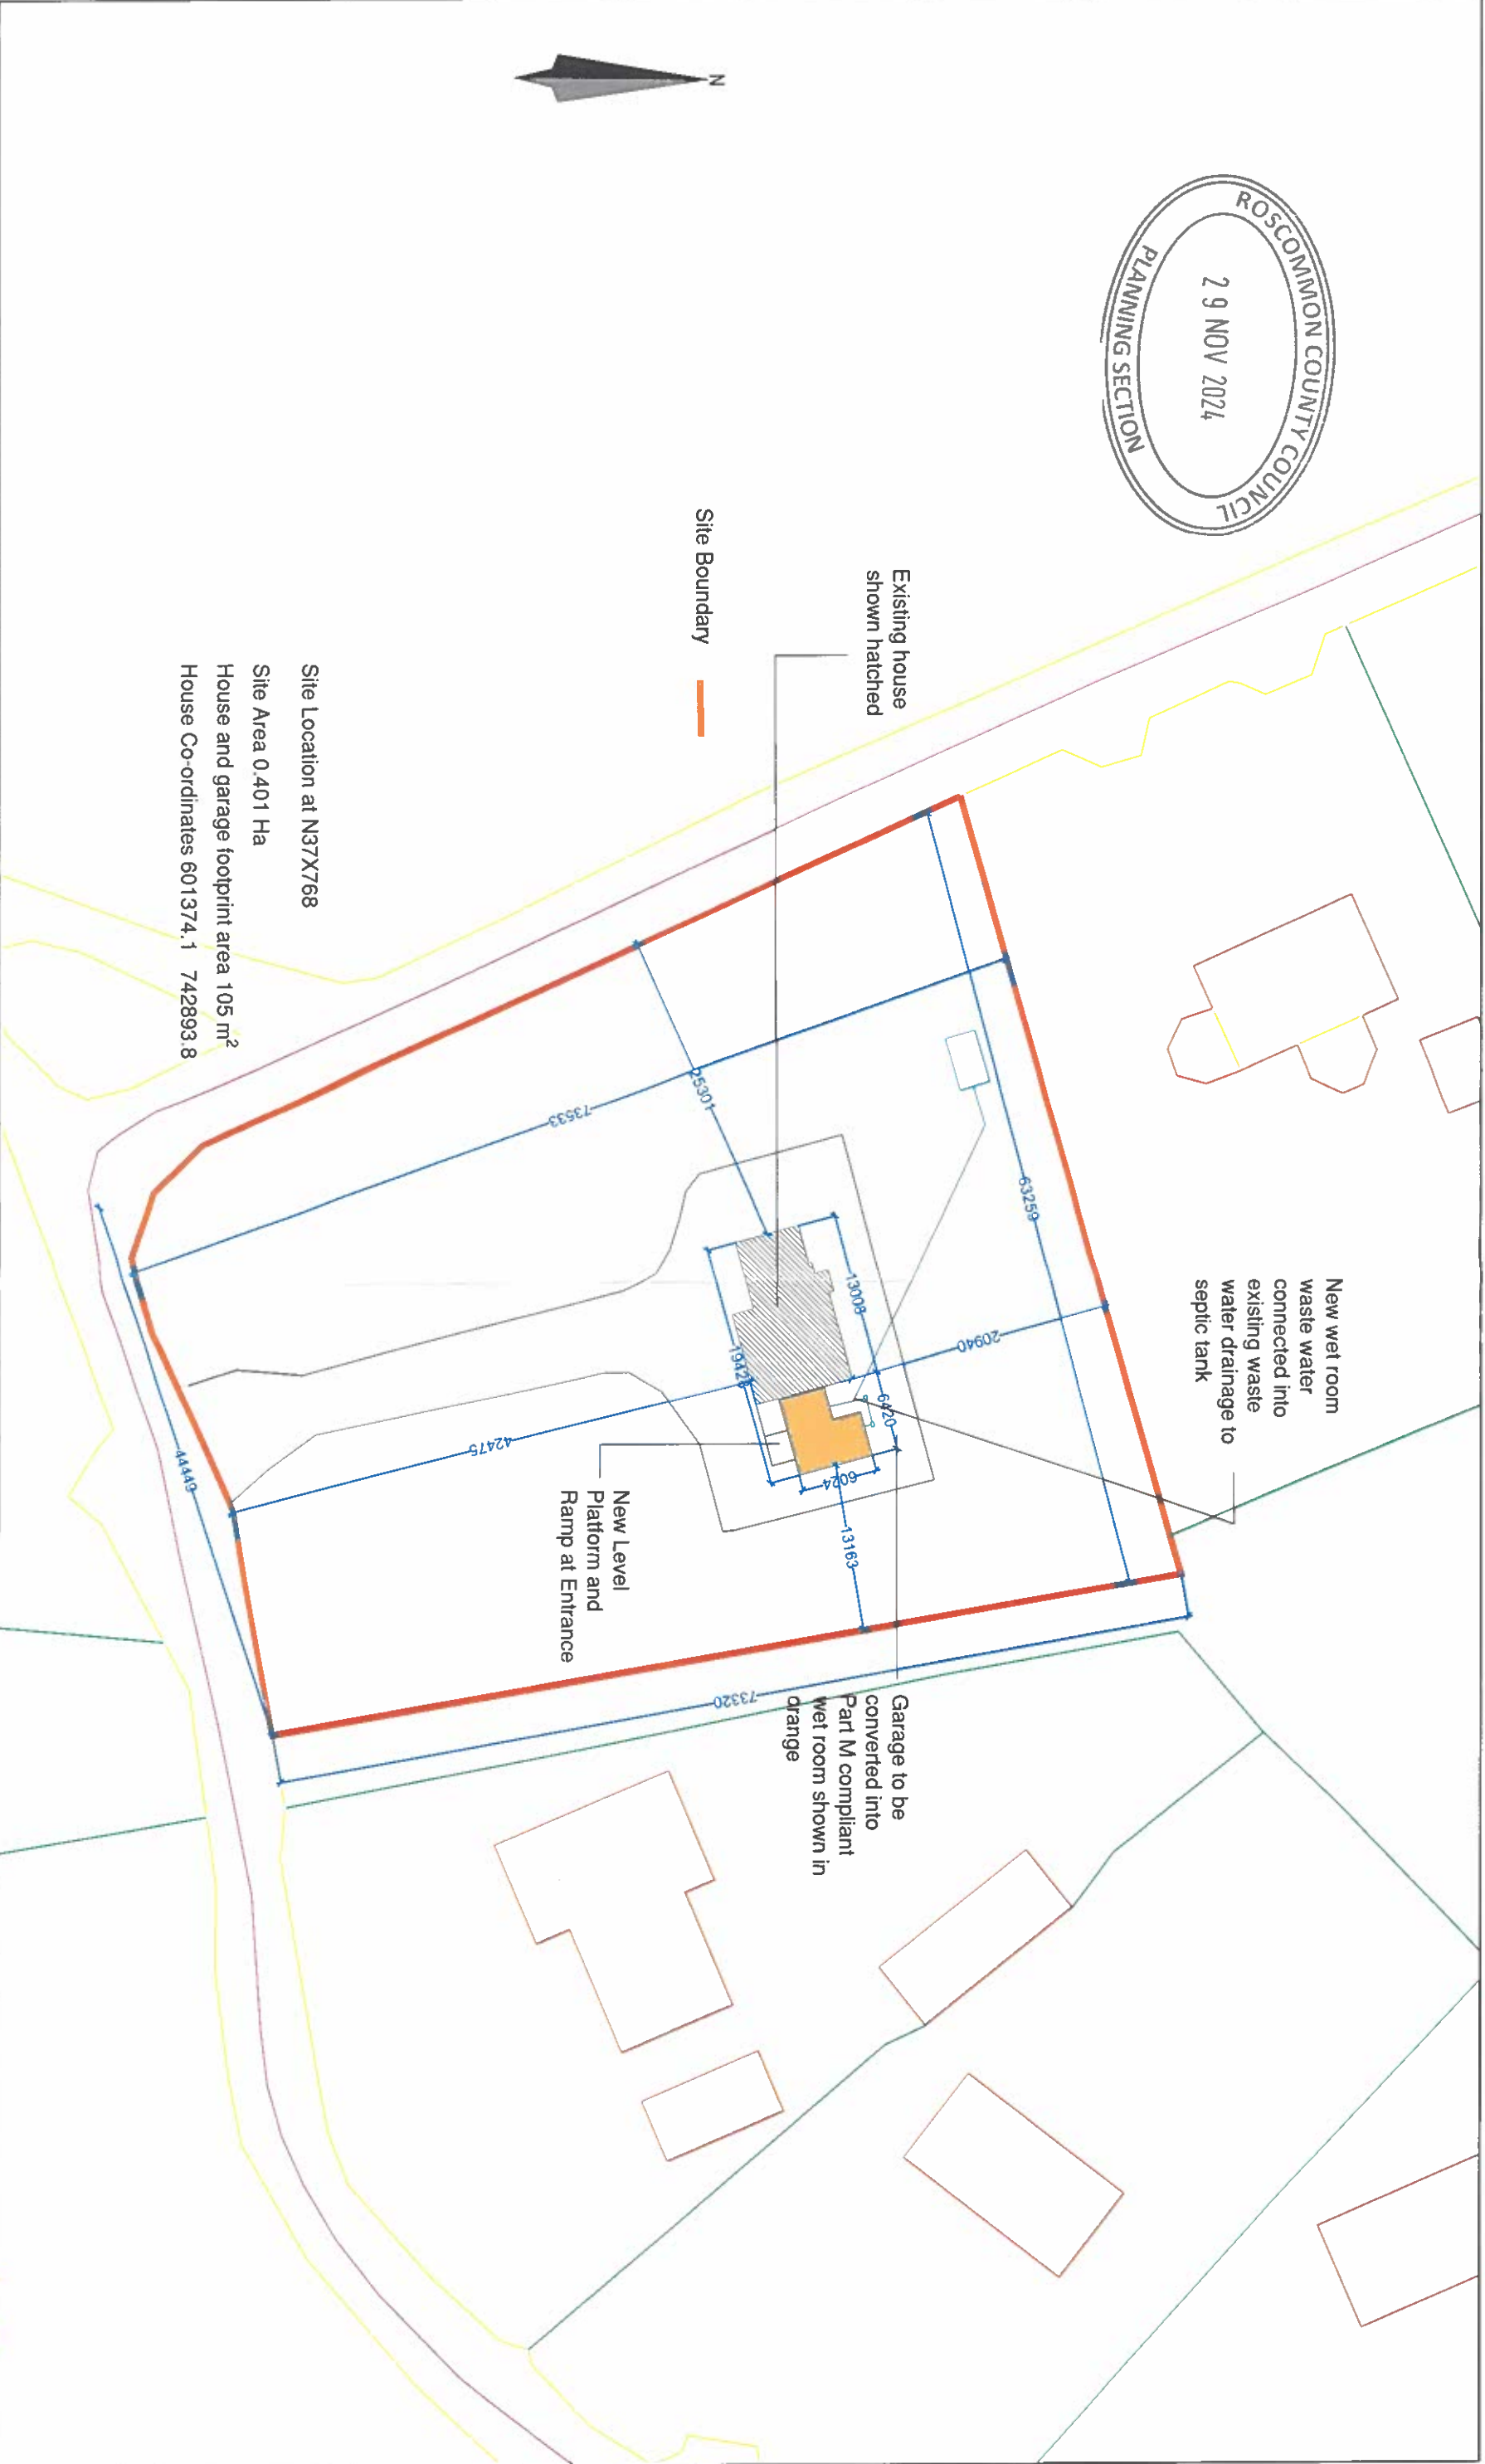 N
ROSCOMMON COUNTY COUNCIL
29 NOV 2024
PLANNING SECTION
New wet room
waste water
connected into
existing waste
water drainage to
septic tank
Existing house
shown hatched
Site Boundary
63259
25301
73533
13008
20940
19428
6420
6024
13163
42475
44449
73320
Garage to be
converted into
Part M compliant
wet room shown in
orange
New Level
Platform and
Ramp at Entrance
Site Location at N37X768
Site Area 0.401 Ha
House and garage footprint area 105 m²
House Co-ordinates 601374.1 742893.8